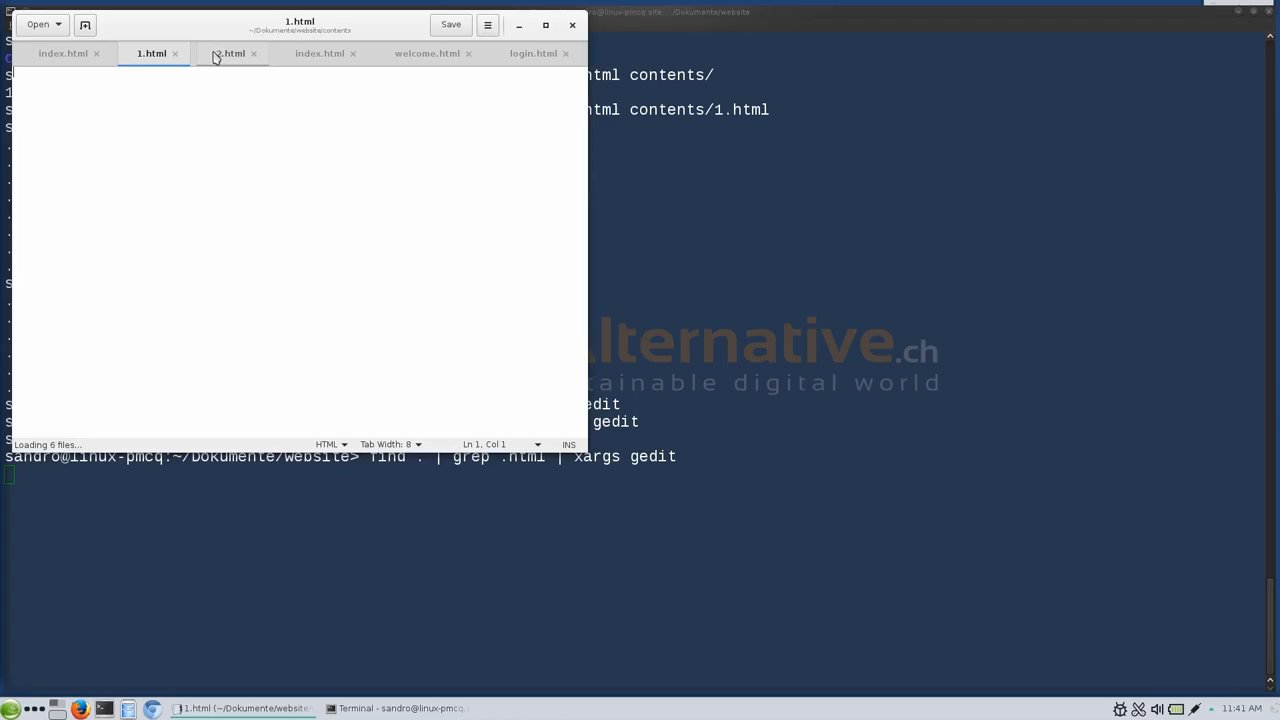 Open
1.html
~/Dokumente/website/contents
Save
index.html
1.html
2.html
index.html
welcome.html
login.html
Loading 6 files...
HTML
Tab Width: 8
Ln 1, Col 1
INS
/Dokumente/website
html contents/
html contents/1.html
lternative.ch
tainable digital world
edit
gedit
sandro@linux-pmcq:~/Dokumente/website> find . | grep .html | xargs gedit
1.html (~/Dokumente/website/
Terminal - sandro@linux-pmcq.
11:41 AM